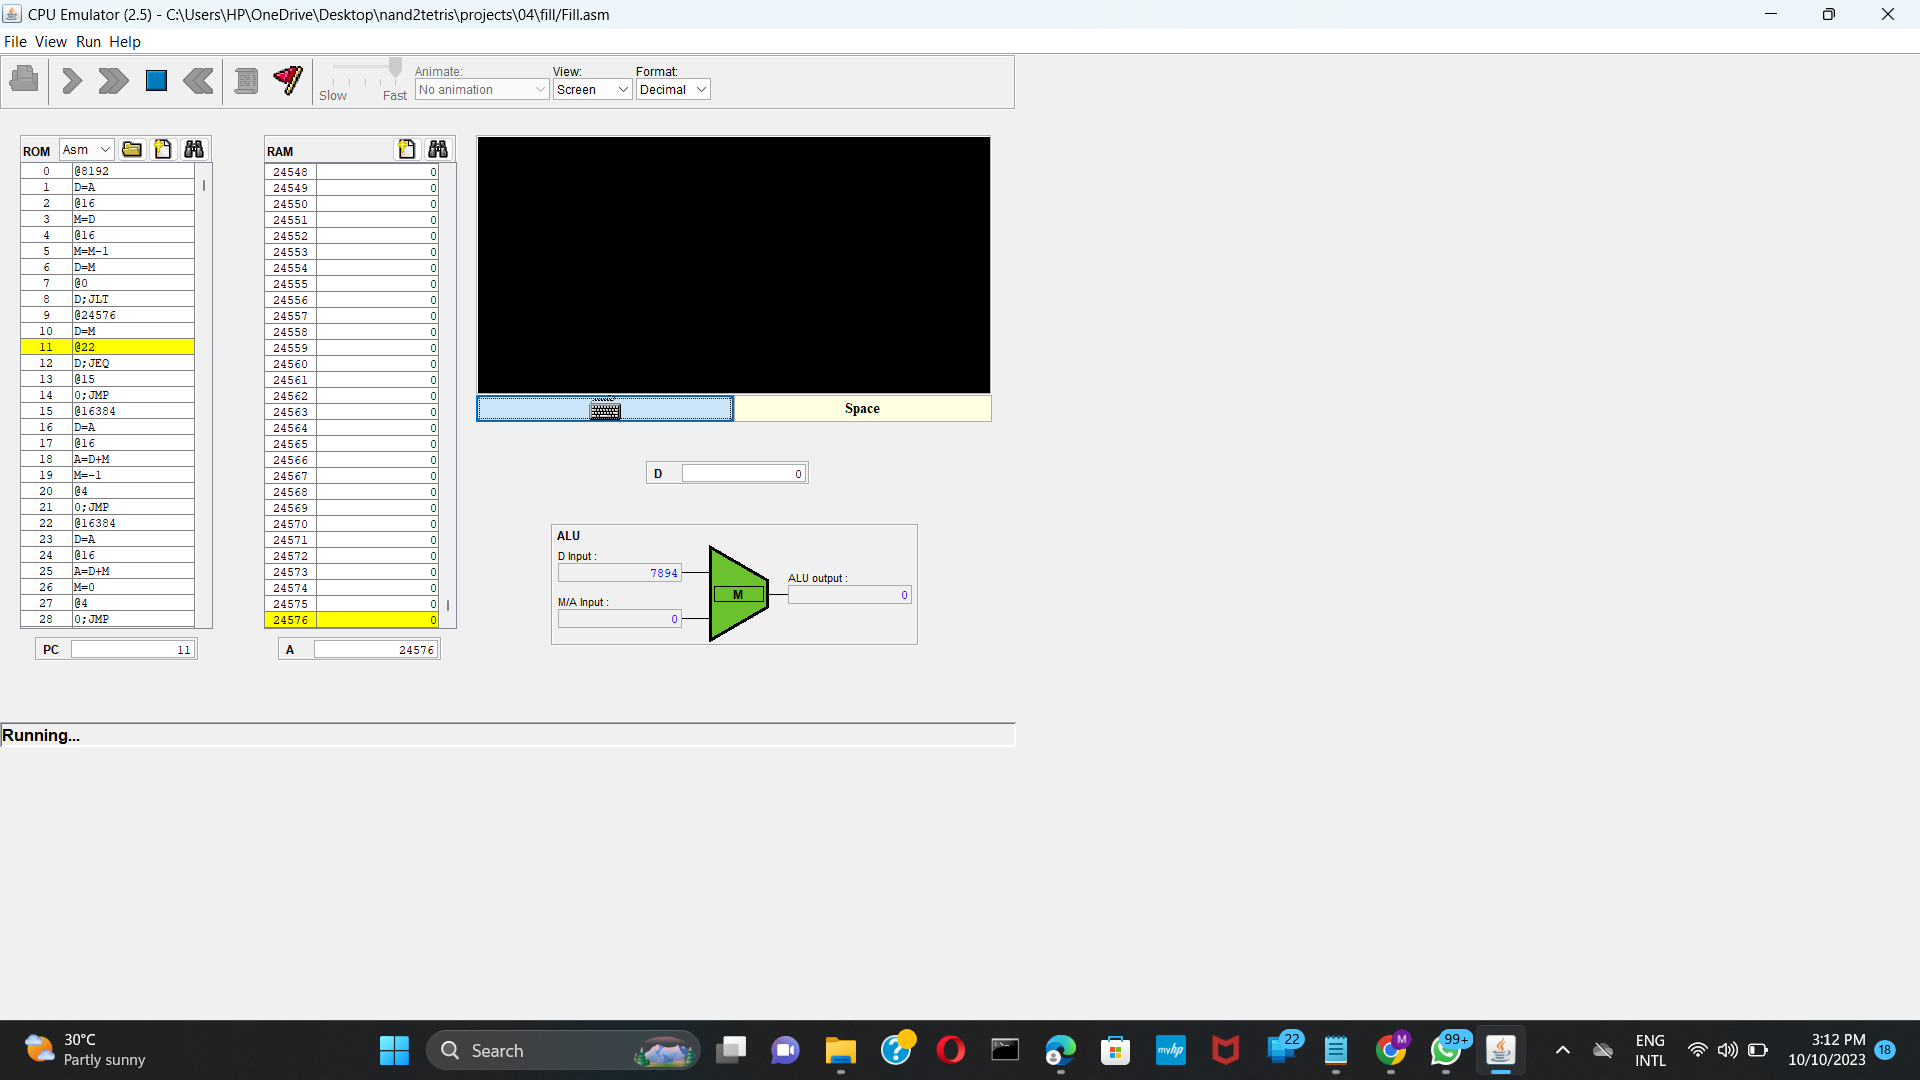 CPU Emulator (2.5) - C:\Users\HP\OneDrive\Desktop\nand2tetris\projects\04\fill/Fill.asm
File View Run Help
Slow Fast
Animate:
No animation
View:
Screen
Format:
Decimal
ROM Asm
0 @8192
1 D=A
2 @16
3 M=D
4 @16
5 M=M-1
6 D=M
7 @0
8 D;JLT
9 @24576
10 D=M
11 @22
12 D;JEQ
13 @15
14 0;JMP
15 @16384
16 D=A
17 @16
18 A=D+M
19 M=-1
20 @4
21 0;JMP
22 @16384
23 D=A
24 @16
25 A=D+M
26 M=0
27 @4
28 0;JMP
PC 11
RAM
24548 0
24549 0
24550 0
24551 0
24552 0
24553 0
24554 0
24555 0
24556 0
24557 0
24558 0
24559 0
24560 0
24561 0
24562 0
24563 0
24564 0
24565 0
24566 0
24567 0
24568 0
24569 0
24570 0
24571 0
24572 0
24573 0
24574 0
24575 0
24576 0
A 24576
Space
D 0
ALU
D Input :
7894
M/A Input :
0
M
ALU output :
0
Running...
30°C
Partly sunny
Search
myhp
22
M
99+
ENG
INTL
3:12 PM
10/10/2023
18